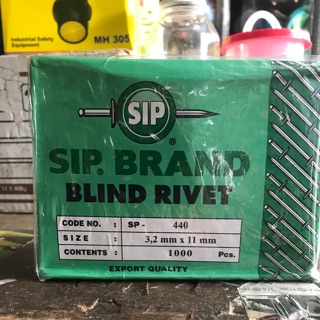 Industrial Safety
Equipment
MH 305
SIP
®
SIP® BRAND
BLIND RIVET
CODE NO. : SP - 440
SIZE : 3,2 mm x 11 mm
CONTENTS : 1000 Pcs.
EXPORT QUALITY